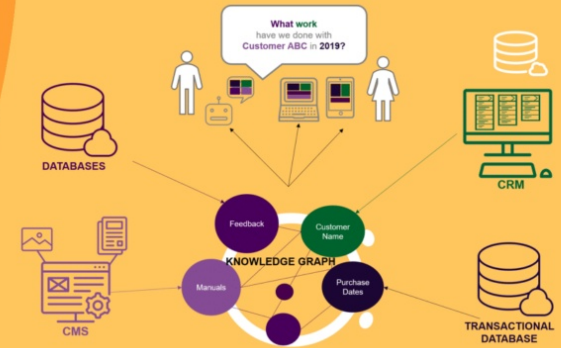 What work
have we done with
Customer ABC in 2019?
DATABASES
CRM
Feedback
Customer
Name
KNOWLEDGE GRAPH
Manuals
Purchase
Dates
CMS
TRANSACTIONAL
DATABASE